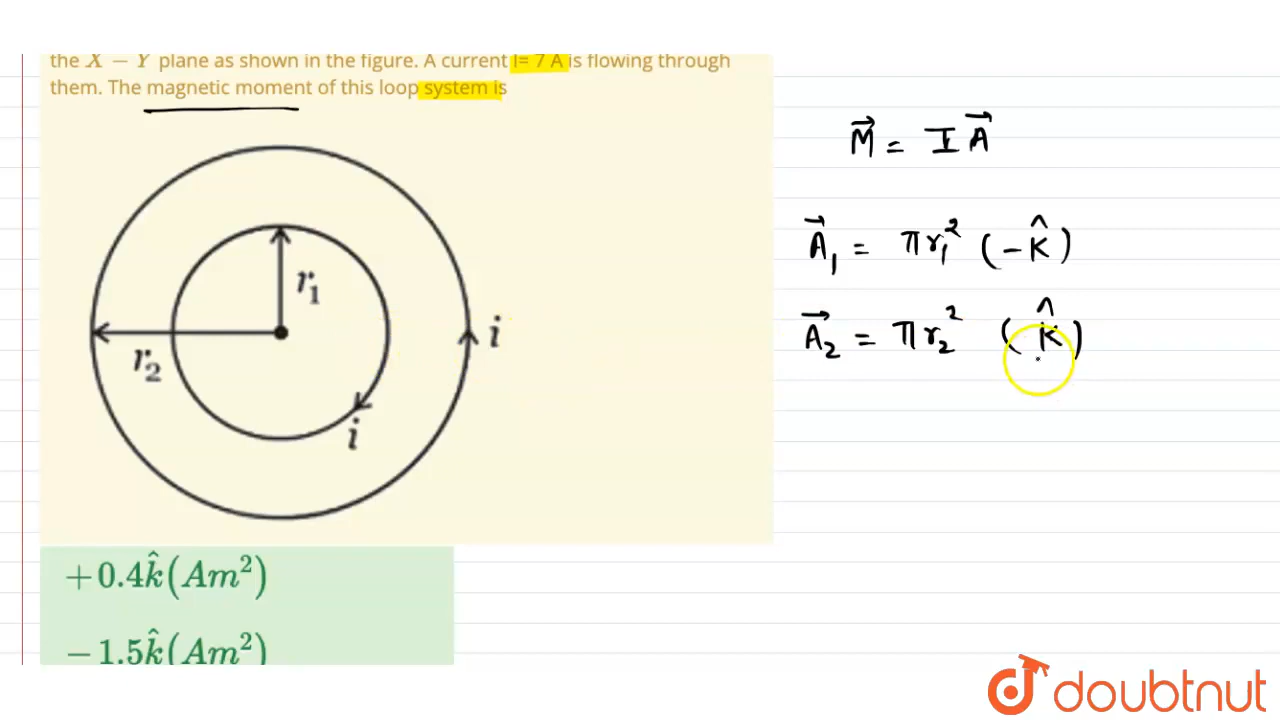 the X − Y plane as shown in the figure. A current I= 7 A is flowing through
them. The magnetic moment of this loop system is
r₁
r₂
i
i
+0.4k̂(Am²)
−1.5k̂(Am²)
M⃗ = I A⃗
A⃗₁ = πr₁² (−K̂)
A⃗₂ = πr₂² (K̂)
doubtnut